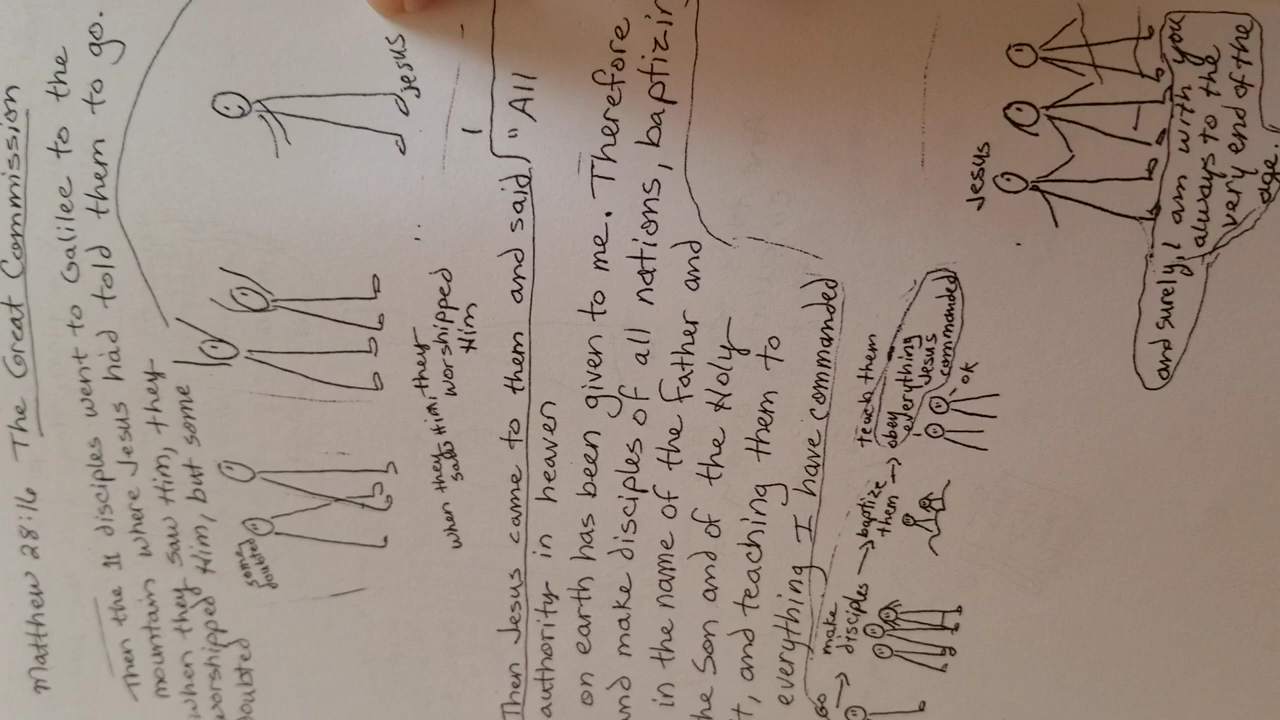 Matthew 28:16 The Great Commission
Then the 11 disciples went to Galilee to the
mountain where Jesus had told them to go.
when they saw Him, they
worshipped Him, but some
doubted
some
doubted
Jesus
when they saw Him, they
worshipped
Him
Then Jesus came to them and said, "All
authority in heaven
on earth has been given to me. Therefore
and make disciples of all nations, baptizin
in the name of the Father and
the Son and of the Holy
t, and teaching them to
everything I have commanded
Go → make
disciples → baptize
them → teach them
obey
everything
Jesus
commanded
ok
Jesus
and surely, I am with you
always to the
very end of the
age.